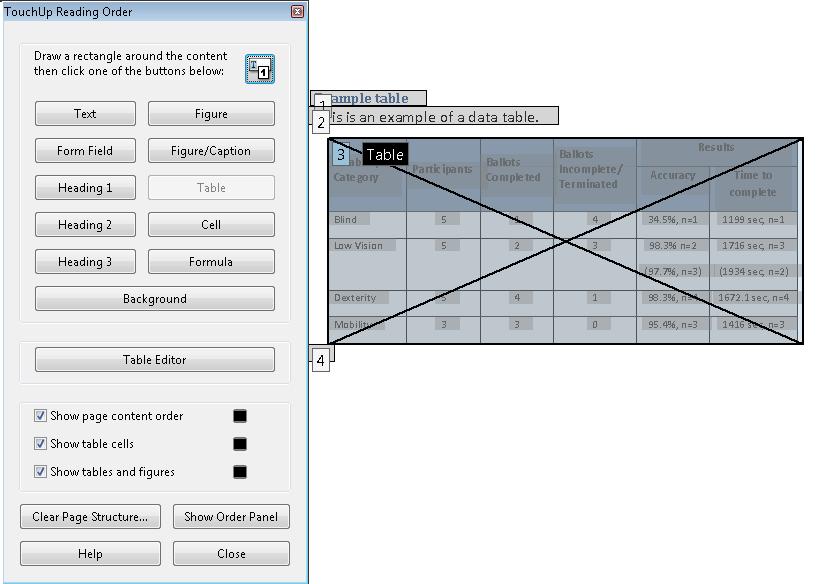 TouchUp Reading Order
Draw a rectangle around the content
then click one of the buttons below:
Text
Figure
Form Field
Figure/Caption
Heading 1
Table
Heading 2
Cell
Heading 3
Formula
Background
Table Editor
Show page content order
Show table cells
Show tables and figures
Clear Page Structure...
Show Order Panel
Help
Close
1
ample table
2
is is an example of a data table.
3 Table
Category
Participants
Ballots
Completed
Ballots
Incomplete/
Terminated
Results
Accuracy
Time to
complete
Blind 5 4 34.5%, n=1 1199 sec, n=1
Low Vision 5 2 3 98.3% n=2 1716 sec, n=3
(97.7%, n=3) (1934 sec, n=2)
Dexterity 5 4 1 98.3%, n=4 1672.1 sec, n=4
Mobility 3 3 0 95.4%, n=3 1416 sec, n=3
4